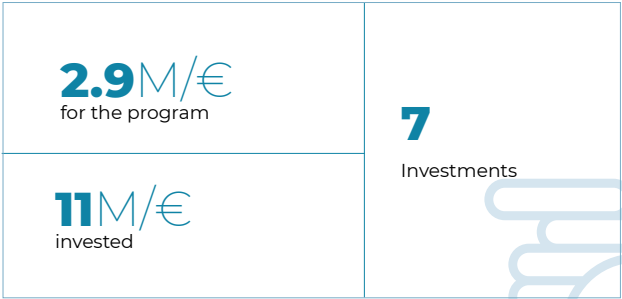 2.9M/€
for the program
11M/€
invested
7
Investments